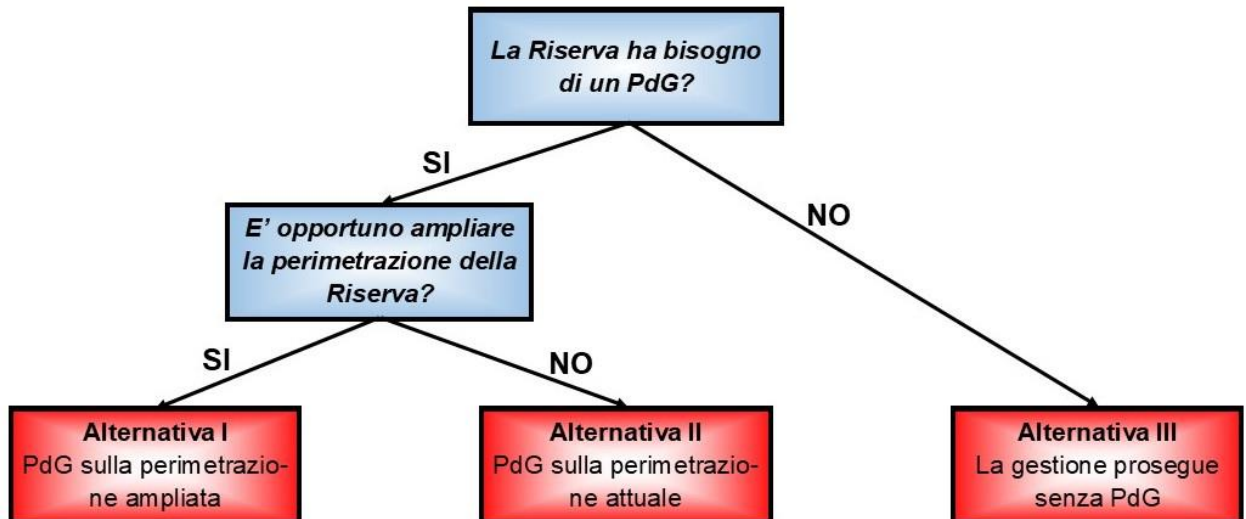 La Riserva ha bisogno
di un PdG?
SI
NO
E' opportuno ampliare
la perimetrazione della
Riserva?
SI
NO
Alternativa I
PdG sulla perimetrazio-
ne ampliata
Alternativa II
PdG sulla perimetrazio-
ne attuale
Alternativa III
La gestione prosegue
senza PdG